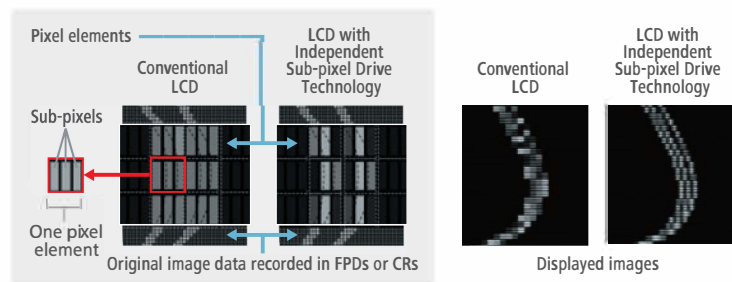 Pixel elements
Conventional
LCD
LCD with
Independent
Sub-pixel Drive
Technology
Sub-pixels
One pixel
element
Original image data recorded in FPDs or CRs
Conventional
LCD
LCD with
Independent
Sub-pixel Drive
Technology
Displayed images